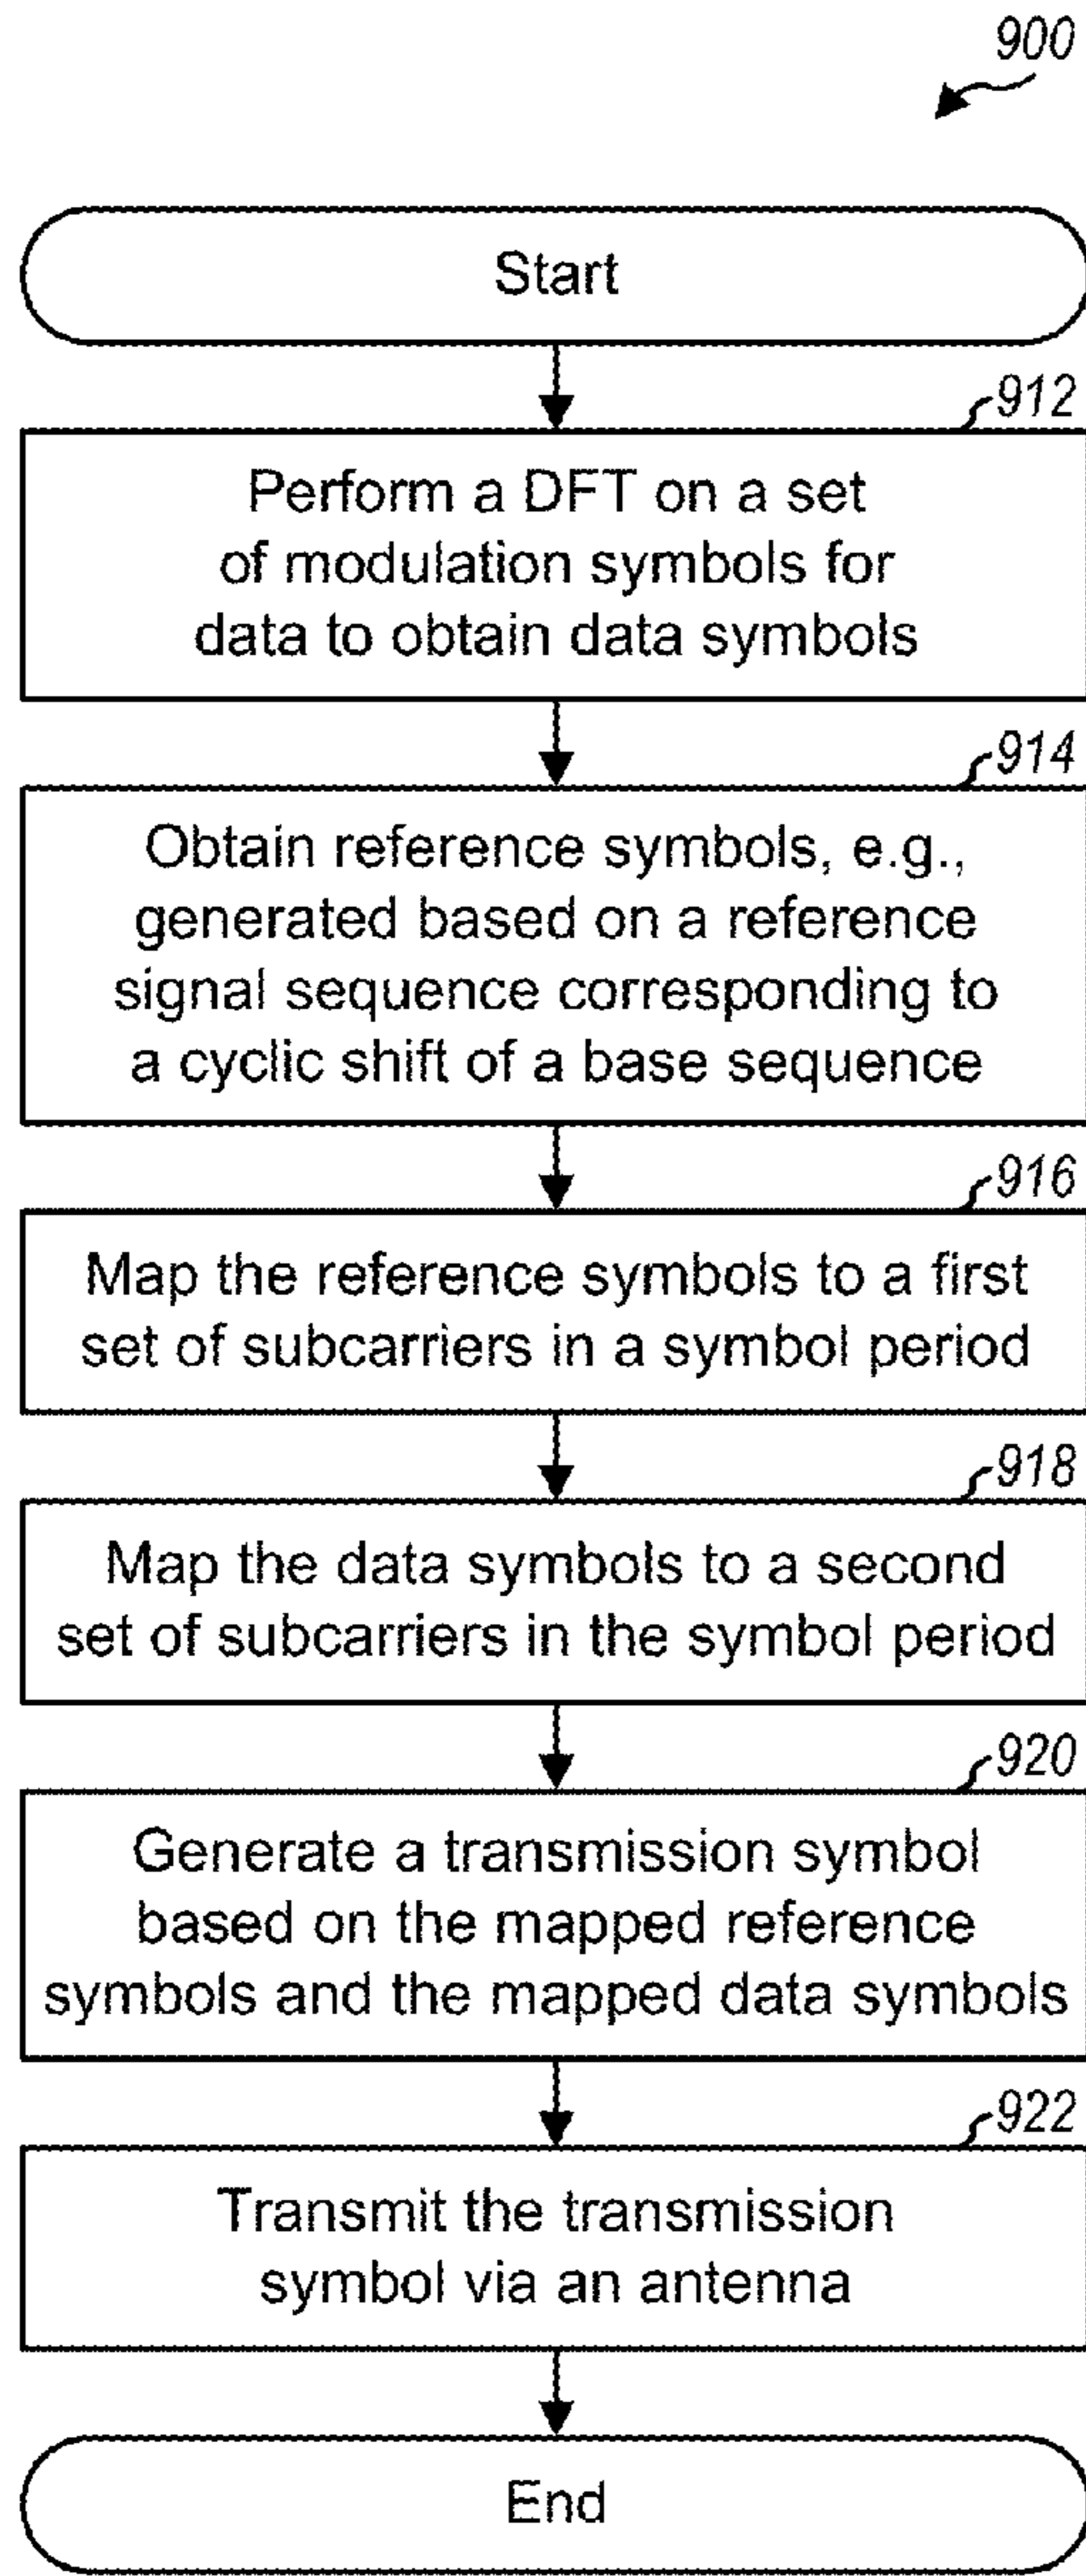 900
Start
912
Perform a DFT on a set
of modulation symbols for
data to obtain data symbols
914
Obtain reference symbols, e.g.,
generated based on a reference
signal sequence corresponding to
a cyclic shift of a base sequence
916
Map the reference symbols to a first
set of subcarriers in a symbol period
918
Map the data symbols to a second
set of subcarriers in the symbol period
920
Generate a transmission symbol
based on the mapped reference
symbols and the mapped data symbols
922
Transmit the transmission
symbol via an antenna
End